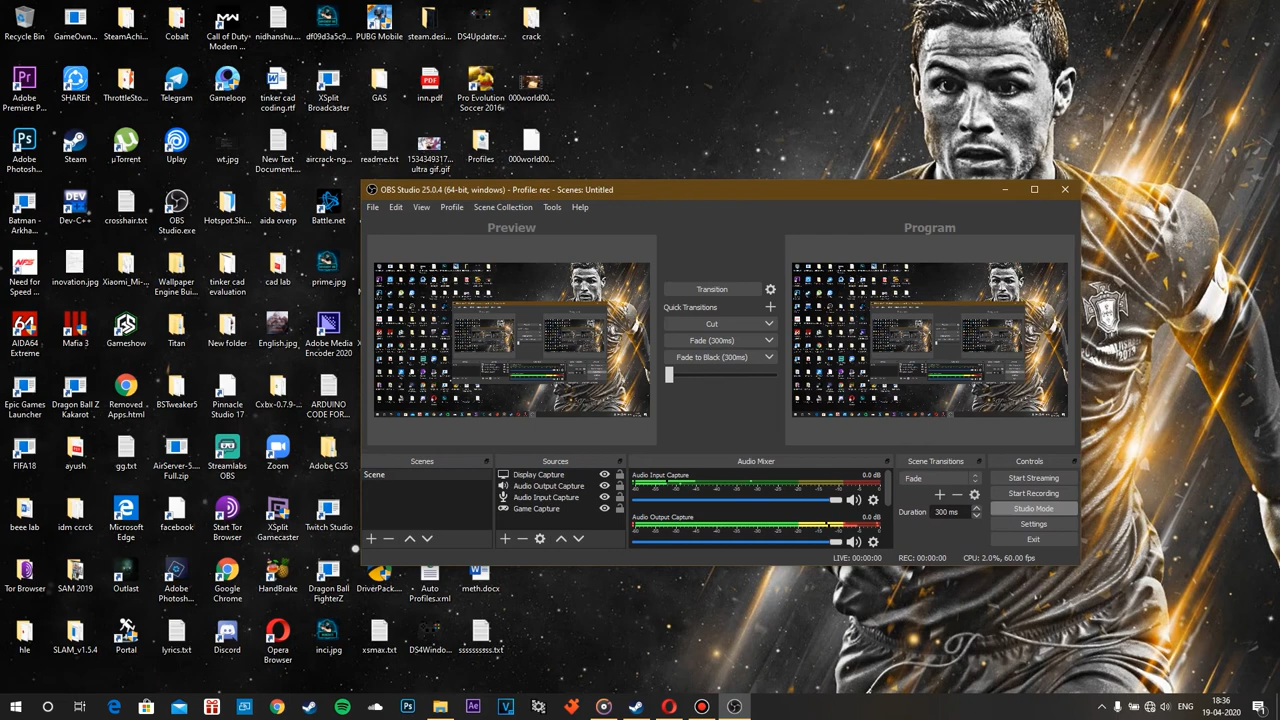 Recycle Bin
GameOwn...
SteamAchi...
Cobalt
Call of Duty-
Modern ...
nidhanshu...
df09d3a5c9...
PUBG Mobile
steam.desi...
DS4Updater...
crack
Adobe
Premiere P...
SHAREit
ThrottleSto...
Telegram
Gameloop
tinker cad
coding.rtf
XSplit
Broadcaster
GAS
inn.pdf
Pro Evolution
Soccer 2016
000world00...
Adobe
Photosh...
Steam
µTorrent
Uplay
wt.jpg
New Text
Document....
aircrack-ng...
readme.txt
1534349317...
ultra gif.gif
Profiles
000world00...
Batman -
Arkha...
Dev-C++
crosshair.txt
OBS
Studio.exe
Hotspot.Shi...
aida overp
Battle.net
Need for
Speed ...
inovation.jpg
Xiaomi_Mi-...
Wallpaper
Engine Bui...
tinker cad
evaluation
cad lab
prime.jpg
AIDA64
Extreme
Mafia 3
Gameshow
Titan
New folder
English.jpg
Adobe Media
Encoder 2020
Epic Games
Launcher
Dragon Ball Z
Kakarot
Removed
Apps.html
BSTweaker5
Pinnacle
Studio 17
Cxbx-0.7.9-...
ARDUINO
CODE FOR...
FIFA18
ayush
gg.txt
AirServer-5....
Full.zip
Streamlabs
OBS
Zoom
Adobe CS5
beee lab
idm ccrck
Microsoft
Edge
facebook
Start Tor
Browser
XSplit
Gamecaster
Twitch Studio
Tor Browser
SAM 2019
Outlast
Adobe
Photosh...
Google
Chrome
HandBrake
Dragon Ball
FighterZ
DriverPack...
Auto
Profiles.xml
meth.docx
hle
SLAM_v1.5.4
Portal
lyrics.txt
Discord
Opera
Browser
inci.jpg
xsmax.txt
DS4Windo...
OBS Studio 25.0.4 (64-bit, windows) - Profile: rec - Scenes: Untitled
File Edit View Profile Scene Collection Tools Help
Preview
Program
Transition
Quick Transitions
Cut
Fade (300ms)
Fade to Black (300ms)
Scenes
Sources
Audio Mixer
Scene Transitions
Controls
Scene
Display Capture
Audio Output Capture
Audio Input Capture
Game Capture
Audio Input Capture 0.0 dB
Audio Output Capture 0.0 dB
Fade
Duration 300 ms
Start Streaming
Start Recording
Studio Mode
Settings
Exit
LIVE: 00:00:00 REC: 00:00:00 CPU: 2.0%, 60.00 fps
ENG
18:36
19-04-2020